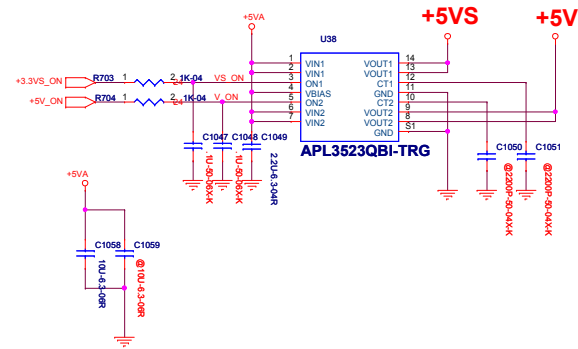 +5VS
+5V
+5VA
U38
1 VIN1 VOUT1 14
2 VIN1 VOUT1 13
3 ON1 CT1 12
4 VBIAS GND 11
5 ON2 CT2 10
6 VIN2 VOUT2 9
7 VIN2 VOUT2 8
GND S1
APL3523QBI-TRG
+3.3VS_ON R703 1 2 1K-04 VS_ON
+5V_ON R704 1 2 1K-04 V_ON
C1047 .1U-50-06X-K
C1048 .1U-50-06X-K
C1049 2.2U-6.3-04R
C1050 @2200P-50-04X-K
C1051 @2200P-50-04X-K
+5VA
C1058 10U-6.3-06R
C1059 @10U-6.3-06R